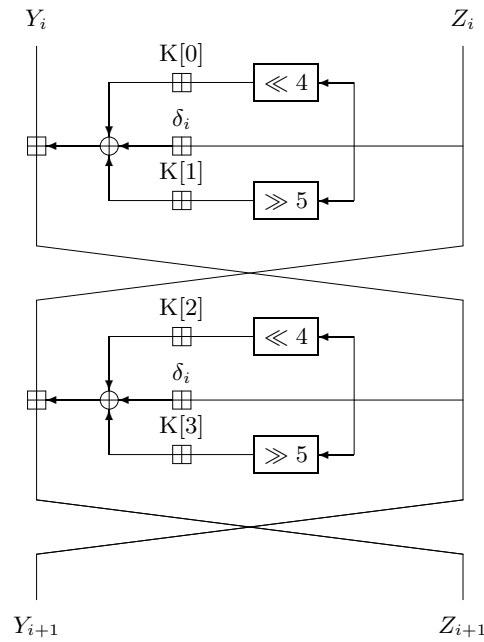 Y_i Z_i
K[0]
≪ 4
δ_i
K[1]
≫ 5
K[2]
≪ 4
δ_i
K[3]
≫ 5
Y_{i+1} Z_{i+1}